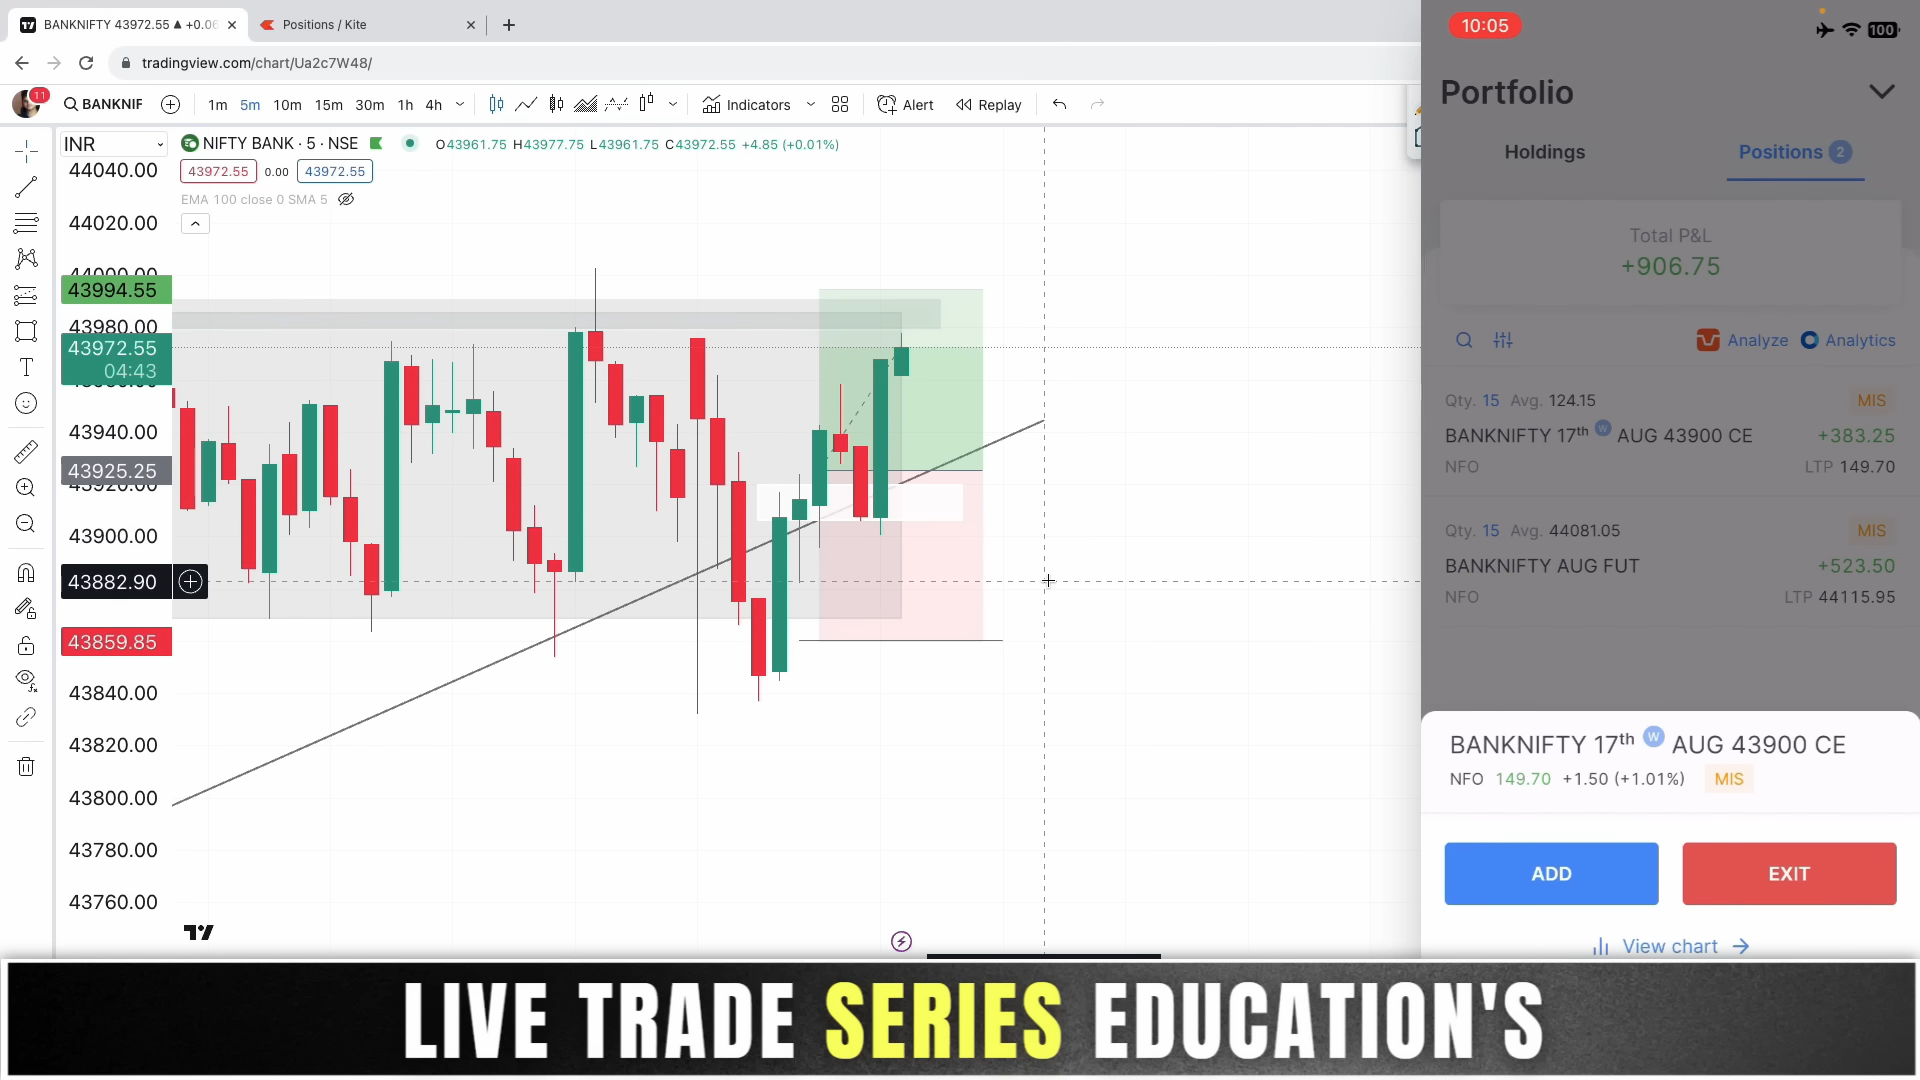 BANKNIFTY 43972.55 ▲ +0.06
Positions / Kite
tradingview.com/chart/Ua2c7W48/
11
BANKNIF
1m 5m 10m 15m 30m 1h 4h
Indicators
Alert
Replay
INR
NIFTY BANK · 5 · NSE
O43961.75 H43977.75 L43961.75 C43972.55 +4.85 (+0.01%)
43972.55 0.00 43972.55
EMA 100 close 0 SMA 5
44040.00
44020.00
44000.00
43994.55
43980.00
43972.55
04:43
43940.00
43925.25
43920.00
43900.00
43882.90
43859.85
43840.00
43820.00
43800.00
43780.00
43760.00
10:05
100
Portfolio
Holdings
Positions 2
Total P&L
+906.75
Analyze
Analytics
Qty. 15 Avg. 124.15 MIS
BANKNIFTY 17th W AUG 43900 CE +383.25
NFO LTP 149.70
Qty. 15 Avg. 44081.05 MIS
BANKNIFTY AUG FUT +523.50
NFO LTP 44115.95
BANKNIFTY 17th W AUG 43900 CE
NFO 149.70 +1.50 (+1.01%) MIS
ADD
EXIT
View chart →
LIVE TRADE SERIES EDUCATION'S